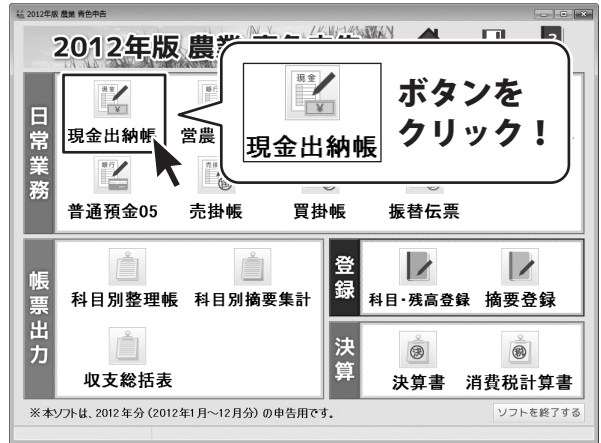 2012年版 農業 青色申告
2012年版 農業
日常業務
現金出納帳
営農
現金出納帳
ボタンを
クリック！
普通預金05
売掛帳
買掛帳
振替伝票
帳票出力
科目別整理帳
科目別摘要集計
収支総括表
登録
科目・残高登録
摘要登録
決算
決算書
消費税計算書
※本ソフトは、2012年分（2012年1月～12月分）の申告用です。
ソフトを終了する